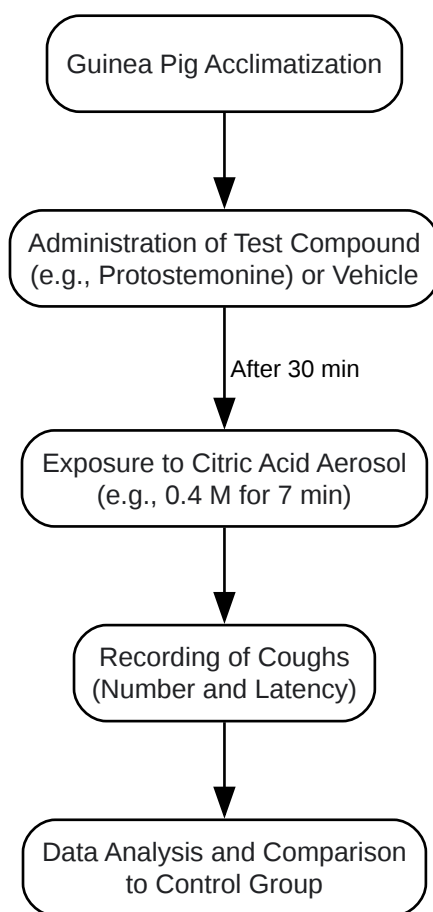 Guinea Pig Acclimatization
Administration of Test Compound
(e.g., Protostemonine) or Vehicle
After 30 min
Exposure to Citric Acid Aerosol
(e.g., 0.4 M for 7 min)
Recording of Coughs
(Number and Latency)
Data Analysis and Comparison
to Control Group